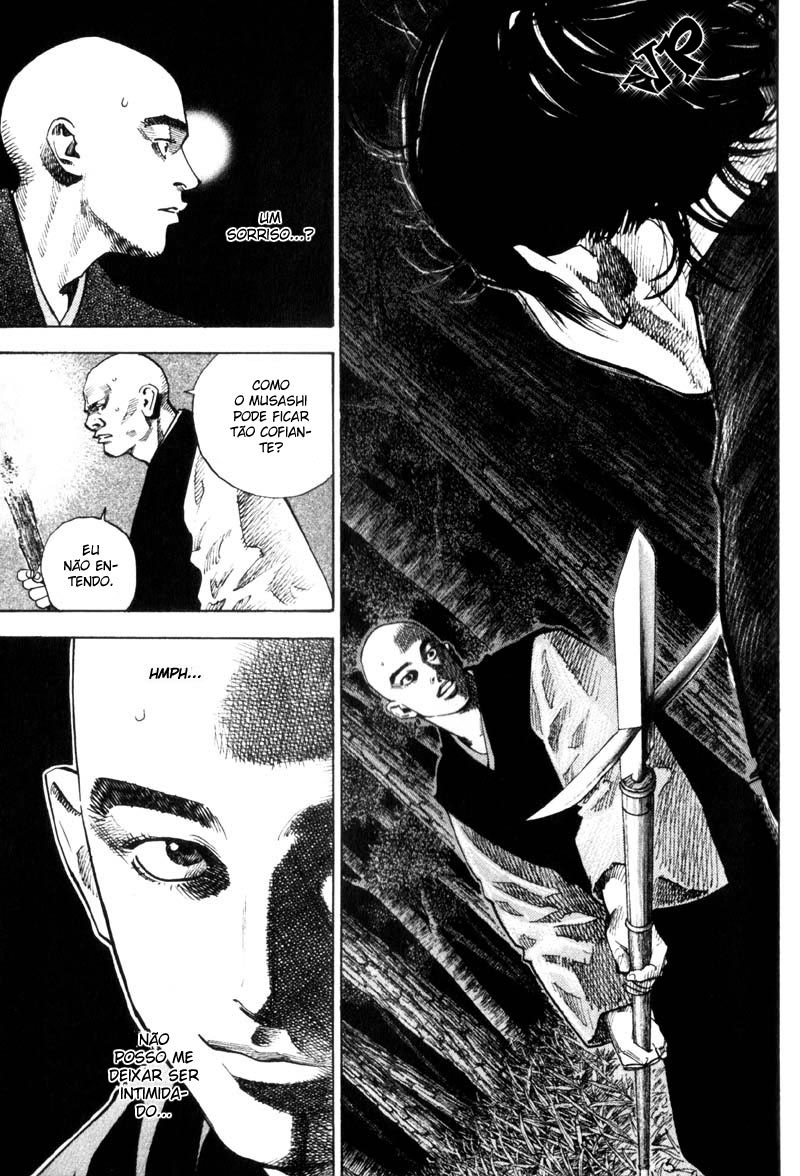 UM
SORRISO...?
COMO
O MUSASHI
PODE FICAR
TÃO COFIAN-
TE?
EU
NÃO EN-
TENDO.
HMPH...
NÃO
POSSO ME
DEIXAR SER
INTIMIDA-
DO...